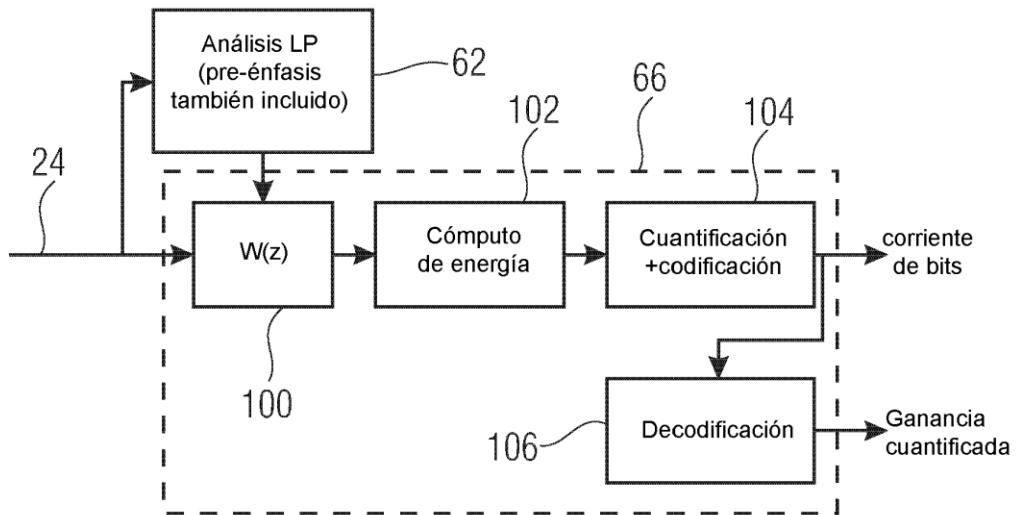 Análisis LP
(pre-énfasis
también incluido)
62
66
102
104
24
W(z)
Cómputo
de energía
Cuantificación
+codificación
corriente
de bits
100
106
Decodificación
Ganancia
cuantificada